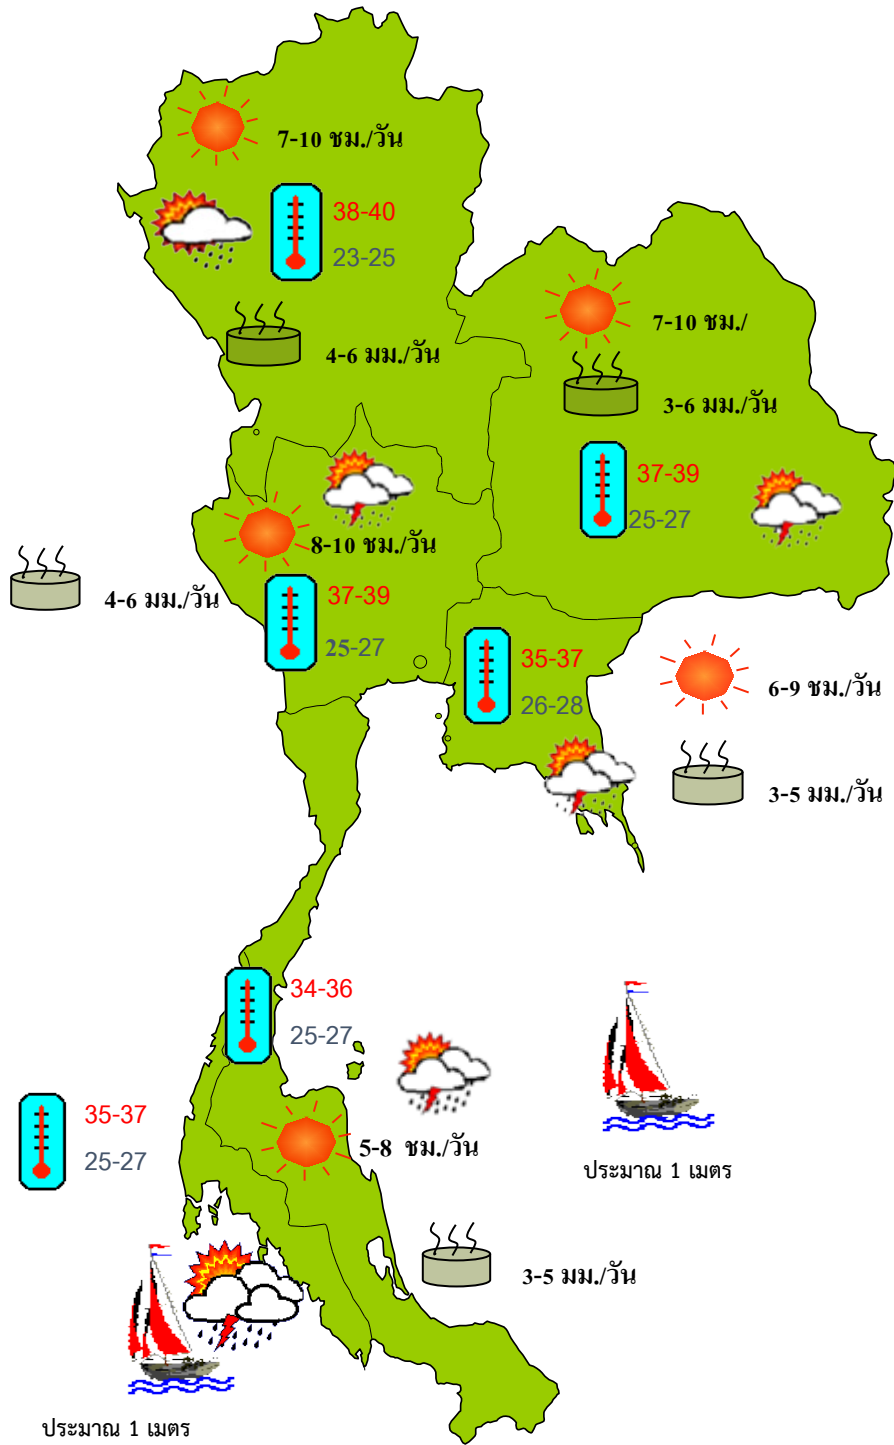 7-10 ชม./วัน
38-40
23-25
7-10 ชม./
4-6 มม./วัน
3-6 มม./วัน
37-39
25-27
8-10 ชม./วัน
4-6 มม./วัน
37-39
25-27
35-37
26-28
6-9 ชม./วัน
3-5 มม./วัน
34-36
25-27
35-37
25-27
5-8 ชม./วัน
ประมาณ 1 เมตร
3-5 มม./วัน
ประมาณ 1 เมตร